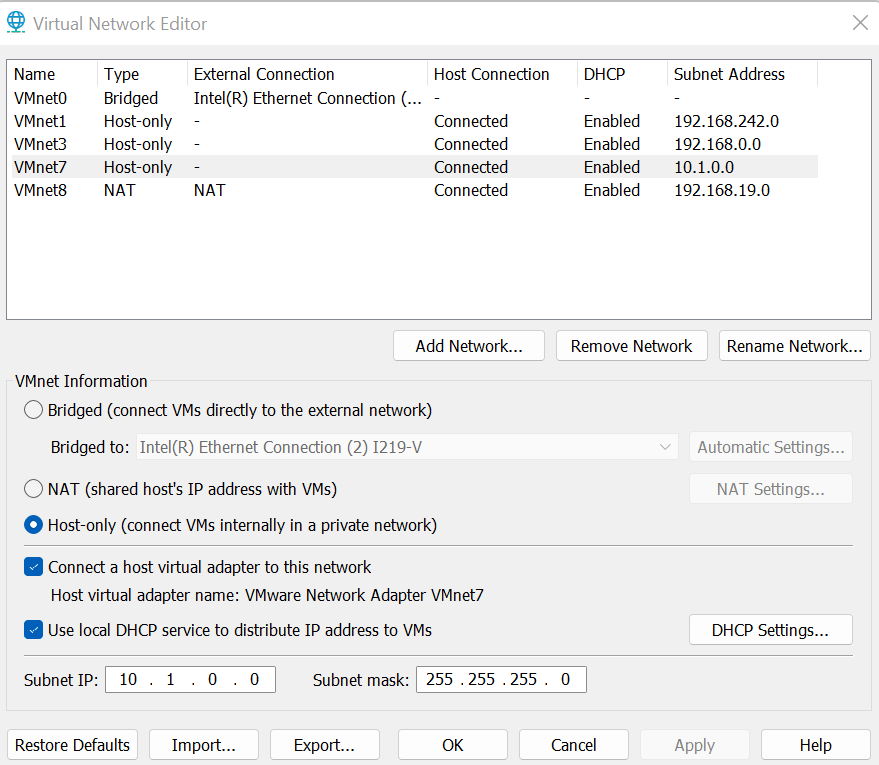 Virtual Network Editor
Name Type External Connection Host Connection DHCP Subnet Address
VMnet0 Bridged Intel(R) Ethernet Connection (... - - -
VMnet1 Host-only - Connected Enabled 192.168.242.0
VMnet3 Host-only - Connected Enabled 192.168.0.0
VMnet7 Host-only - Connected Enabled 10.1.0.0
VMnet8 NAT NAT Connected Enabled 192.168.19.0
Add Network... Remove Network Rename Network...
VMnet Information
Bridged (connect VMs directly to the external network)
Bridged to: Intel(R) Ethernet Connection (2) I219-V Automatic Settings...
NAT (shared host's IP address with VMs) NAT Settings...
Host-only (connect VMs internally in a private network)
Connect a host virtual adapter to this network
Host virtual adapter name: VMware Network Adapter VMnet7
Use local DHCP service to distribute IP address to VMs DHCP Settings...
Subnet IP: 10 . 1 . 0 . 0 Subnet mask: 255 . 255 . 255 . 0
Restore Defaults Import... Export... OK Cancel Apply Help